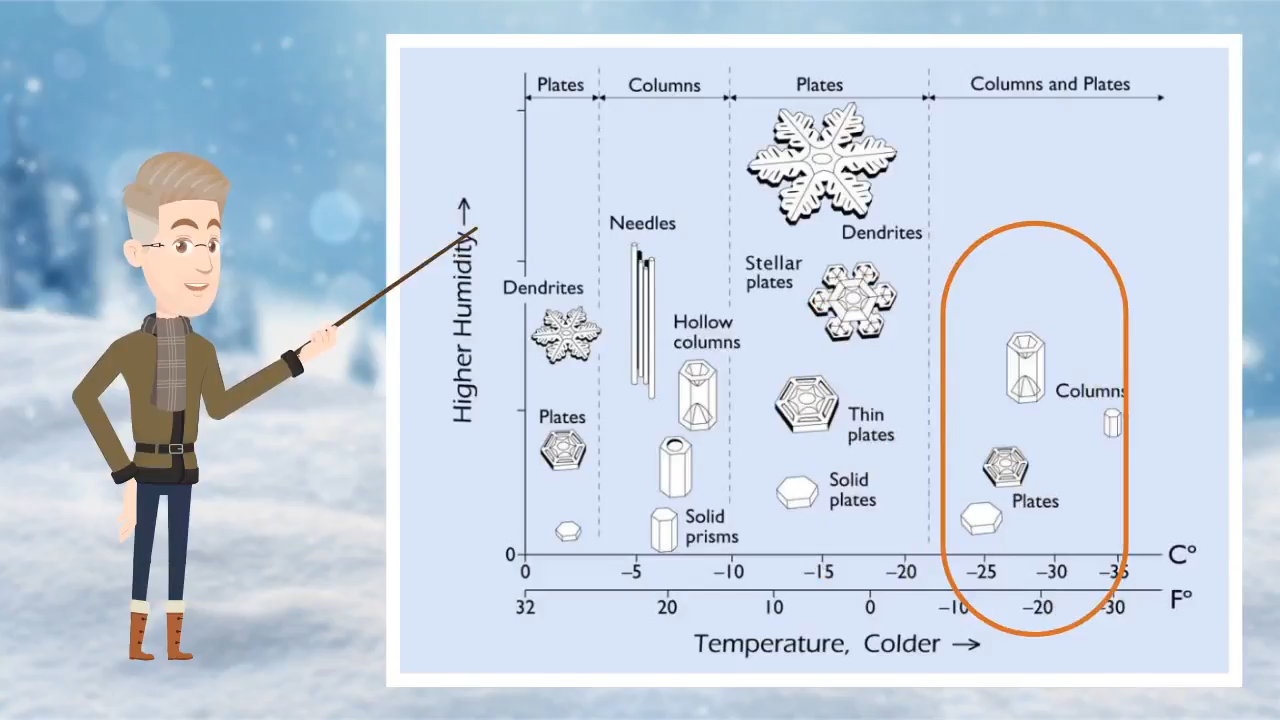 Plates
Columns
Plates
Columns and Plates
Higher Humidity →
Needles
Dendrites
Stellar
plates
Dendrites
Hollow
columns
Columns
Plates
Thin
plates
Solid
plates
Plates
Solid
prisms
0
C°
0 –5 –10 –15 –20 –25 –30 –35
32 20 10 0 –10 –20 –30
F°
Temperature, Colder →